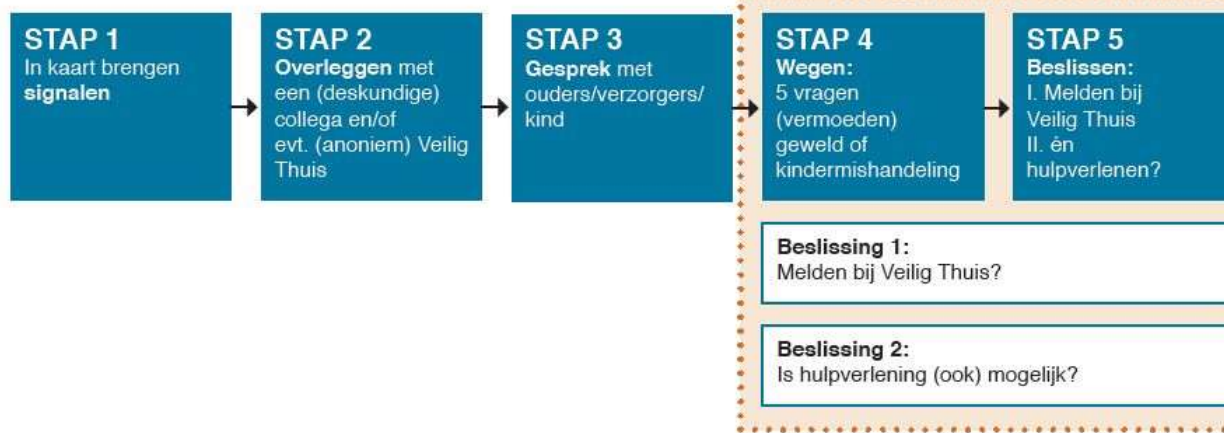 STAP 1
In kaart brengen
signalen
STAP 2
Overleggen met
een (deskundige)
collega en/of
evt. (anoniem) Veilig
Thuis
STAP 3
Gesprek met
ouders/verzorgers/
kind
STAP 4
Wegen:
5 vragen
(vermoeden)
geweld of
kindermishandeling
STAP 5
Beslissen:
I. Melden bij
Veilig Thuis
II. én
hulpverlenen?
Beslissing 1:
Melden bij Veilig Thuis?
Beslissing 2:
Is hulpverlening (ook) mogelijk?